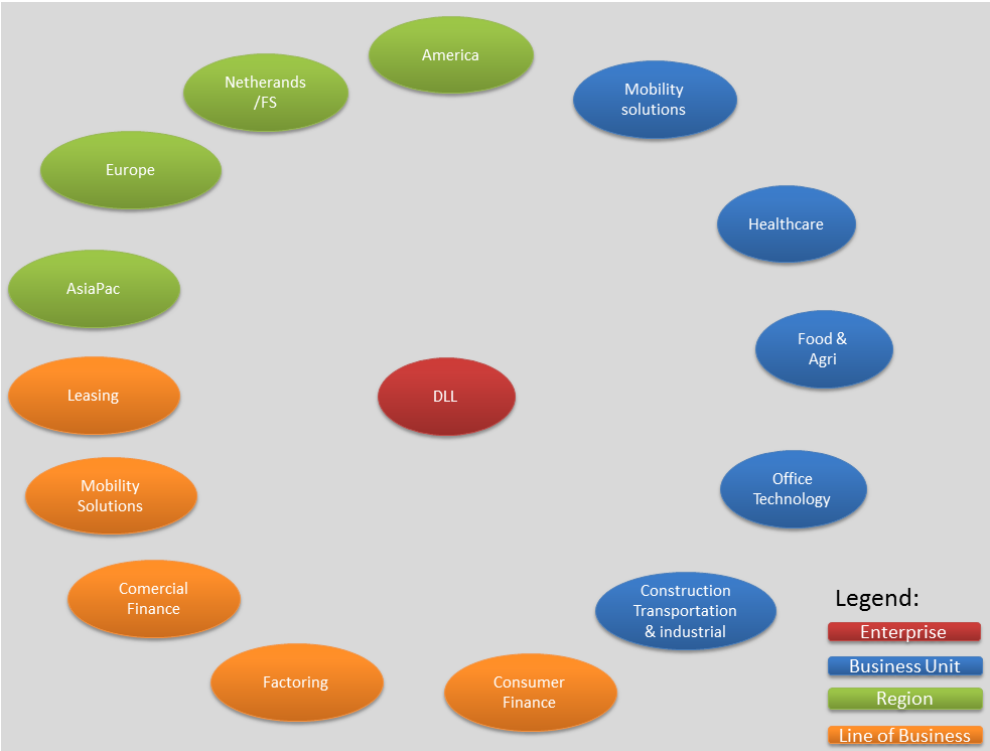 America
Netherands
/FS
Mobility
solutions
Europe
Healthcare
AsiaPac
Food &
Agri
Leasing
DLL
Mobility
Solutions
Office
Technology
Comercial
Finance
Construction
Transportation
& industrial
Factoring
Consumer
Finance
Legend:
Enterprise
Business Unit
Region
Line of Business